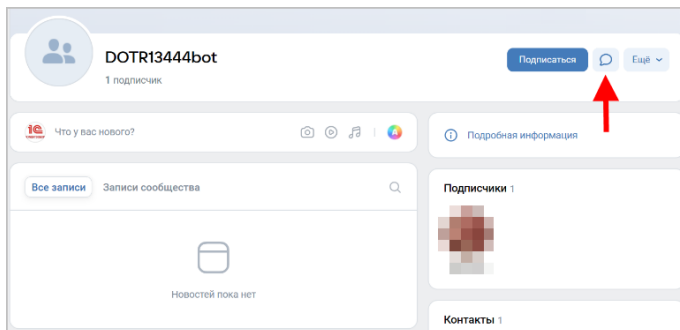 DOTR13444bot
1 подписчик
Подписаться
Ещё
Что у вас нового?
Подробная информация
Все записи
Записи сообщества
Подписчики 1
Новостей пока нет
Контакты 1